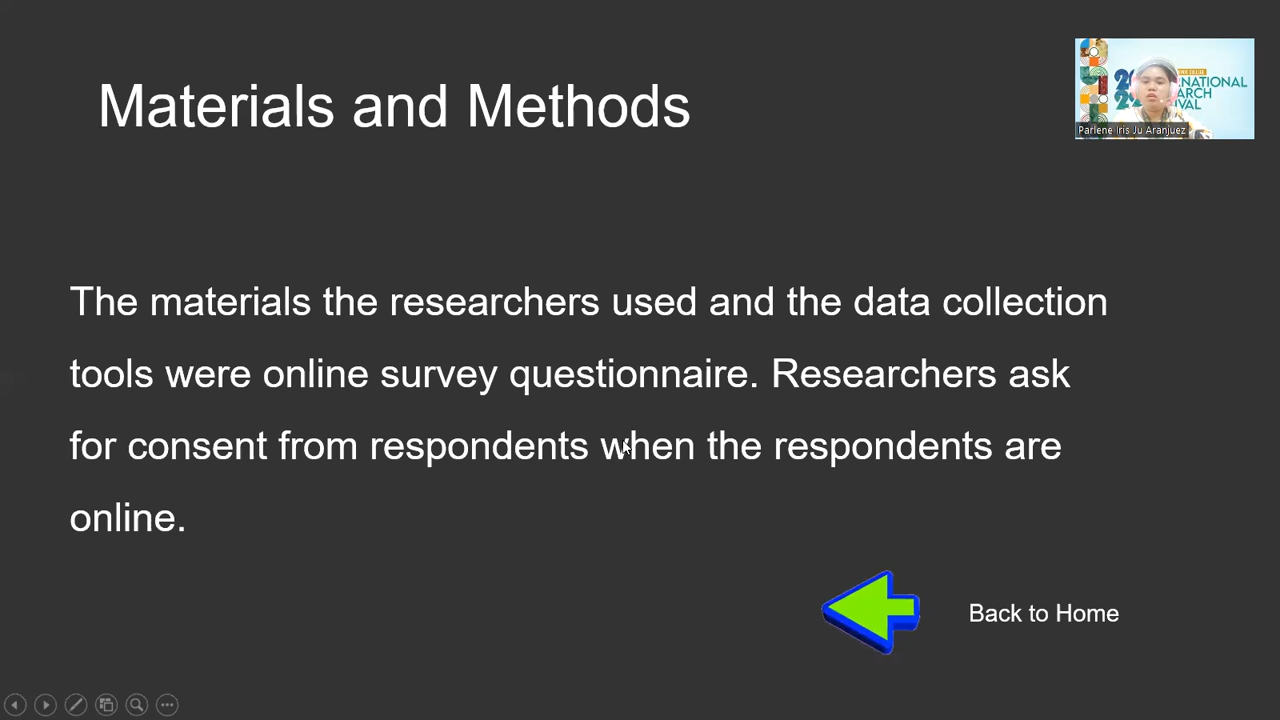 Materials and Methods
NATIONAL
ARCH
IVAL
Parlene Iris Ju Aranjuez
The materials the researchers used and the data collection
tools were online survey questionnaire. Researchers ask
for consent from respondents when the respondents are
online.
Back to Home